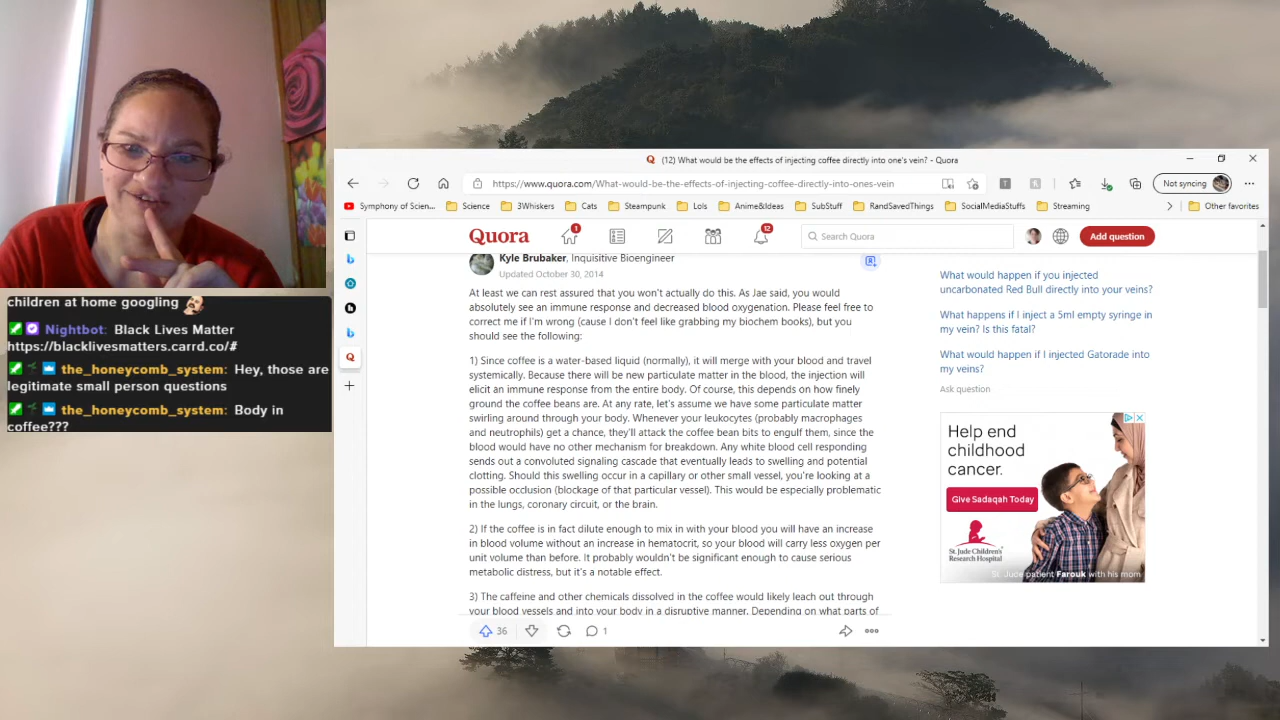 children at home googling
Nightbot: Black Lives Matter
https://blacklivesmatters.carrd.co/#
the_honeycomb_system: Hey, those are
legitimate small person questions
the_honeycomb_system: Body in
coffee???
(12) What would be the effects of injecting coffee directly into one's vein? - Quora
https://www.quora.com/What-would-be-the-effects-of-injecting-coffee-directly-into-ones-vein
Not syncing
Symphony of Scien... Science 3Whiskers Cats Steampunk Lols Anime&Ideas SubStuff RandSavedThings SocialMediaStuffs Streaming Other favorites
Quora 1 12 Search Quora Add question
Kyle Brubaker, Inquisitive Bioengineer
Updated October 30, 2014
At least we can rest assured that you won't actually do this. As Jae said, you would
absolutely see an immune response and decreased blood oxygenation. Please feel free to
correct me if I'm wrong (cause I don't feel like grabbing my biochem books), but you
should see the following:
1) Since coffee is a water-based liquid (normally), it will merge with your blood and travel
systemically. Because there will be new particulate matter in the blood, the injection will
elicit an immune response from the entire body. Of course, this depends on how finely
ground the coffee beans are. At any rate, let's assume we have some particulate matter
swirling around through your body. Whenever your leukocytes (probably macrophages
and neutrophils) get a chance, they'll attack the coffee bean bits to engulf them, since the
blood would have no other mechanism for breakdown. Any white blood cell responding
sends out a convoluted signaling cascade that eventually leads to swelling and potential
clotting. Should this swelling occur in a capillary or other small vessel, you're looking at a
possible occlusion (blockage of that particular vessel). This would be especially problematic
in the lungs, coronary circuit, or the brain.
2) If the coffee is in fact dilute enough to mix in with your blood you will have an increase
in blood volume without an increase in hematocrit, so your blood will carry less oxygen per
unit volume than before. It probably wouldn't be significant enough to cause serious
metabolic distress, but it's a notable effect.
3) The caffeine and other chemicals dissolved in the coffee would likely leach out through
your blood vessels and into your body in a disruptive manner. Depending on what parts of
36 1
What would happen if you injected
uncarbonated Red Bull directly into your veins?
What happens if I inject a 5ml empty syringe in
my vein? Is this fatal?
What would happen if I injected Gatorade into
my veins?
Ask question
Help end
childhood
cancer.
Give Sadaqah Today
St. Jude Children's
Research Hospital
St. Jude patient Farouk with his mom